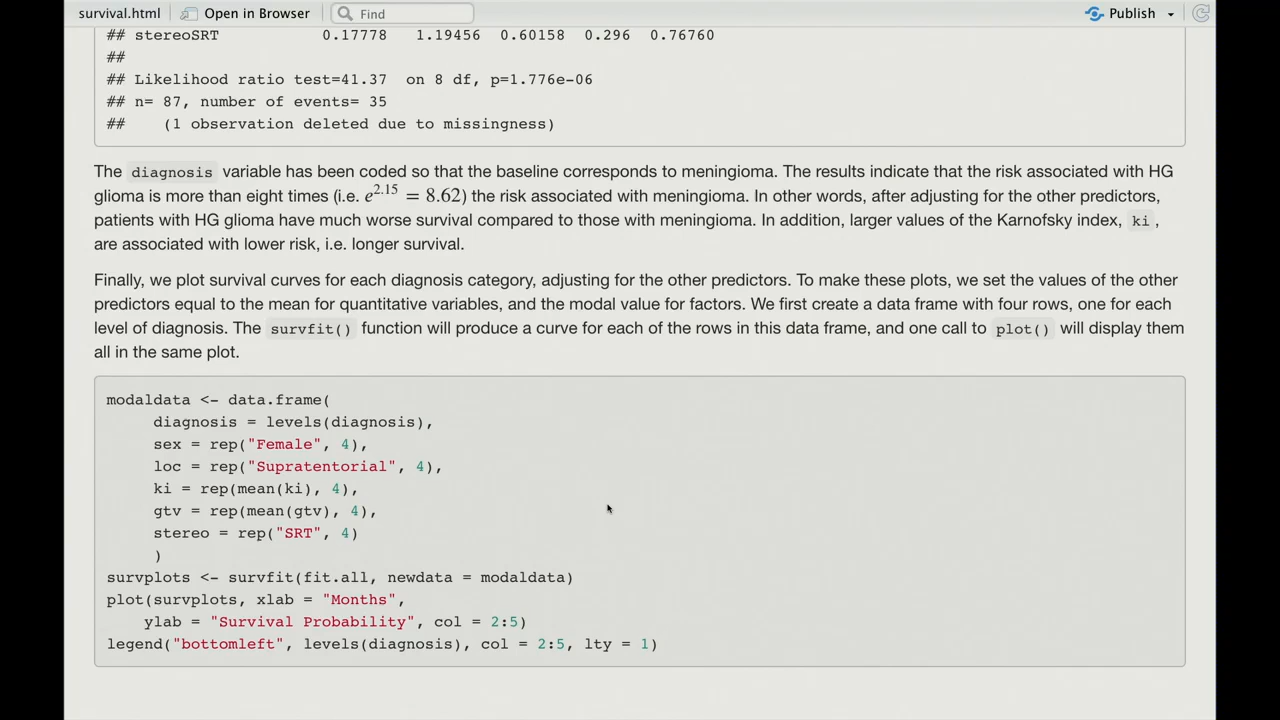 survival.html Open in Browser Find Publish
## stereoSRT 0.17778 1.19456 0.60158 0.296 0.76760
##
## Likelihood ratio test=41.37 on 8 df, p=1.776e-06
## n= 87, number of events= 35
## (1 observation deleted due to missingness)
The diagnosis variable has been coded so that the baseline corresponds to meningioma. The results indicate that the risk associated with HG
glioma is more than eight times (i.e. e^2.15 = 8.62) the risk associated with meningioma. In other words, after adjusting for the other predictors,
patients with HG glioma have much worse survival compared to those with meningioma. In addition, larger values of the Karnofsky index, ki,
are associated with lower risk, i.e. longer survival.
Finally, we plot survival curves for each diagnosis category, adjusting for the other predictors. To make these plots, we set the values of the other
predictors equal to the mean for quantitative variables, and the modal value for factors. We first create a data frame with four rows, one for each
level of diagnosis. The survfit() function will produce a curve for each of the rows in this data frame, and one call to plot() will display them
all in the same plot.
modaldata <- data.frame(
diagnosis = levels(diagnosis),
sex = rep("Female", 4),
loc = rep("Supratentorial", 4),
ki = rep(mean(ki), 4),
gtv = rep(mean(gtv), 4),
stereo = rep("SRT", 4)
)
survplots <- survfit(fit.all, newdata = modaldata)
plot(survplots, xlab = "Months",
ylab = "Survival Probability", col = 2:5)
legend("bottomleft", levels(diagnosis), col = 2:5, lty = 1)